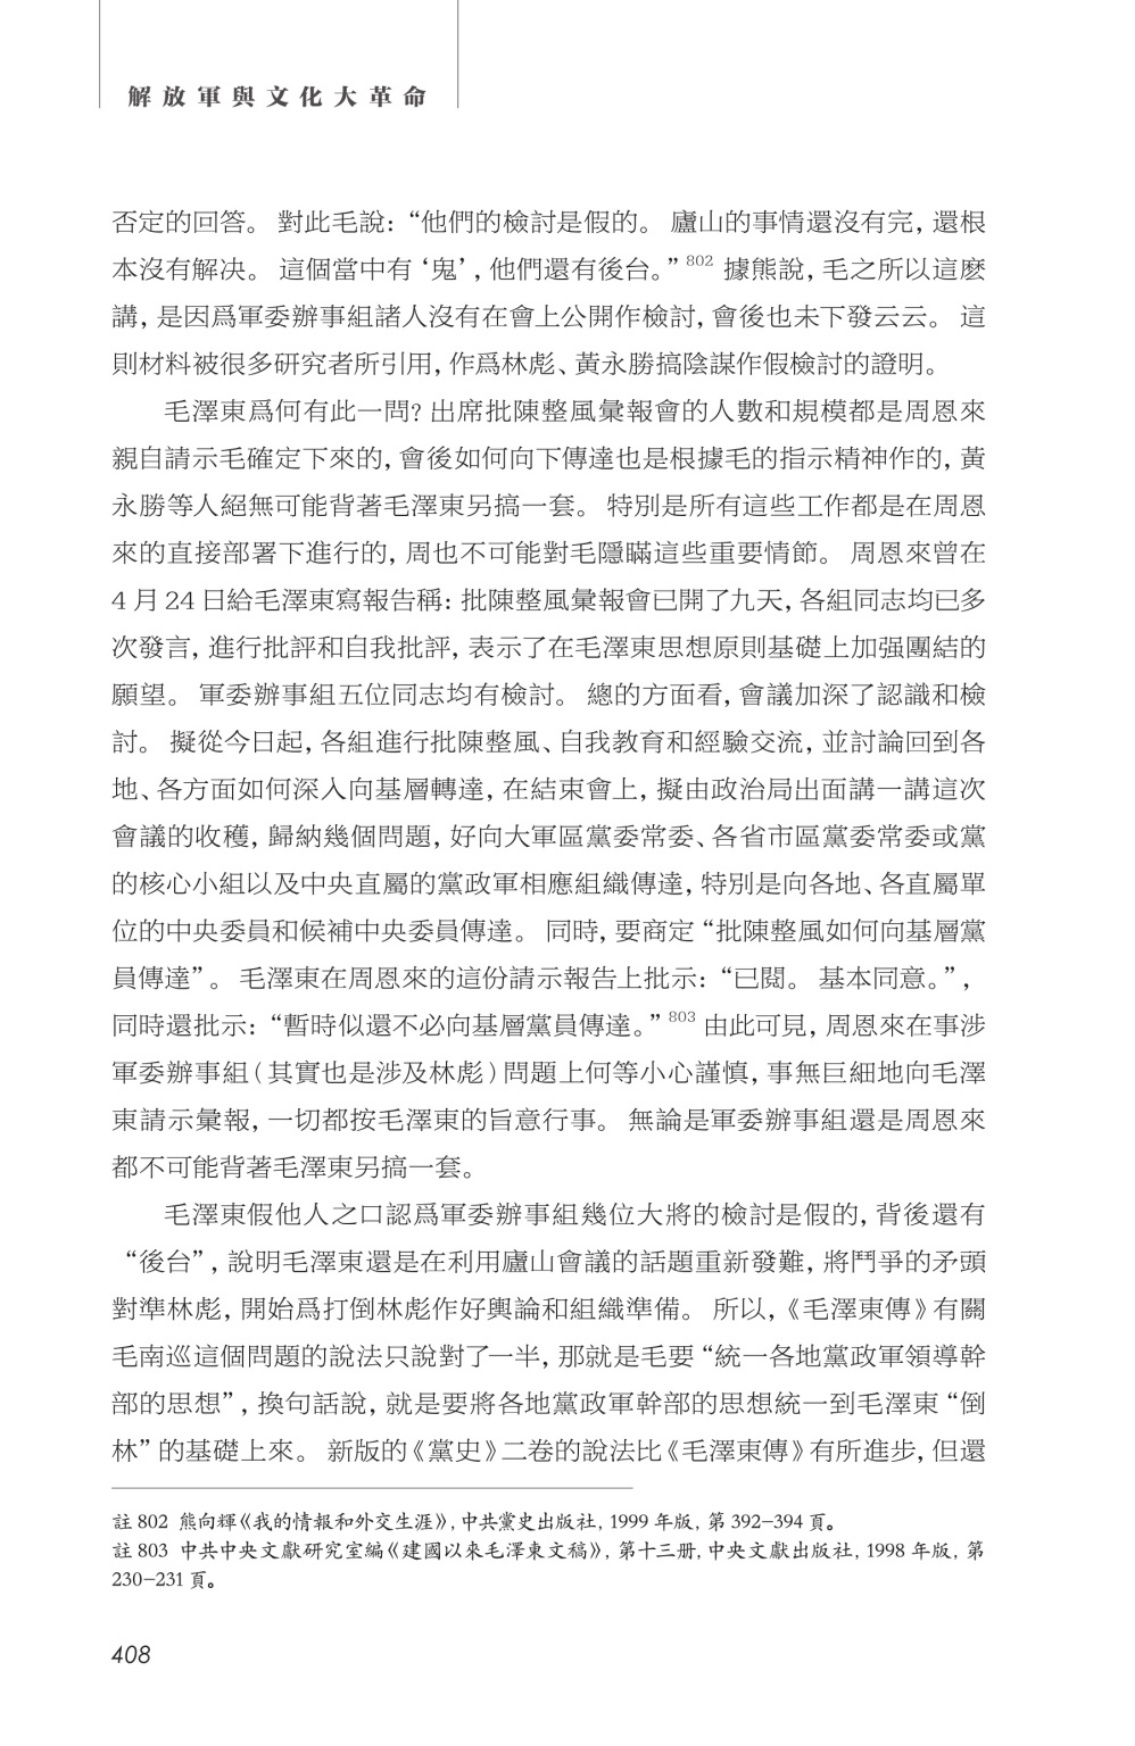 解放軍與文化大革命
否定的回答。 對此毛說: “他們的檢討是假的。 廬山的事情還沒有完, 還根
本沒有解决。 這個當中有 ‘鬼’, 他們還有後台。” 802 據熊說, 毛之所以這麽
講, 是因爲軍委辦事組諸人沒有在會上公開作檢討, 會後也未下發云云。 這
則材料被很多研究者所引用, 作爲林彪、黃永勝搞陰謀作假檢討的證明。
毛澤東爲何有此一問? 出席批陳整風彙報會的人數和規模都是周恩來
親自請示毛確定下來的, 會後如何向下傳達也是根據毛的指示精神作的, 黃
永勝等人絕無可能背著毛澤東另搞一套。 特別是所有這些工作都是在周恩
來的直接部署下進行的, 周也不可能對毛隱瞞這些重要情節。 周恩來曾在
4 月 24 日給毛澤東寫報告稱: 批陳整風彙報會已開了九天, 各組同志均已多
次發言, 進行批評和自我批評, 表示了在毛澤東思想原則基礎上加强團結的
願望。 軍委辦事組五位同志均有檢討。 總的方面看, 會議加深了認識和檢
討。 擬從今日起, 各組進行批陳整風、自我教育和經驗交流, 並討論回到各
地、各方面如何深入向基層轉達, 在結束會上, 擬由政治局出面講一講這次
會議的收穫, 歸納幾個問題, 好向大軍區黨委常委、各省市區黨委常委或黨
的核心小組以及中央直屬的黨政軍相應組織傳達, 特別是向各地、各直屬單
位的中央委員和候補中央委員傳達。 同時, 要商定 “批陳整風如何向基層黨
員傳達” 。 毛澤東在周恩來的這份請示報告上批示: “已閱。 基本同意。”,
同時還批示: “暫時似還不必向基層黨員傳達。” 803 由此可見, 周恩來在事涉
軍委辦事組 ( 其實也是涉及林彪 ) 問題上何等小心謹慎, 事無巨細地向毛澤
東請示彙報, 一切都按毛澤東的旨意行事。 無論是軍委辦事組還是周恩來
都不可能背著毛澤東另搞一套。
毛澤東假他人之口認爲軍委辦事組幾位大將的檢討是假的, 背後還有
“後台”, 說明毛澤東還是在利用廬山會議的話題重新發難, 將鬥爭的矛頭
對準林彪, 開始爲打倒林彪作好輿論和組織準備。 所以,《毛澤東傳》有關
毛南巡這個問題的說法只說對了一半, 那就是毛要 “統一各地黨政軍領導幹
部的思想”, 換句話說, 就是要將各地黨政軍幹部的思想統一到毛澤東 “倒
林” 的基礎上來。 新版的《黨史》二卷的說法比《毛澤東傳》有所進步, 但還
註 802 熊向輝《我的情報和外交生涯》, 中共黨史出版社, 1999 年版, 第 392–394 頁。
註 803 中共中央文獻研究室編《建國以來毛澤東文稿》, 第十三册, 中央文獻出版社, 1998 年版, 第
230–231 頁。
408